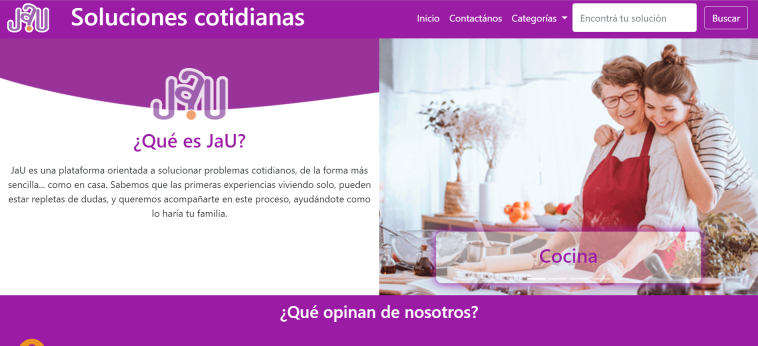 JaU
Soluciones cotidianas
Inicio
Contactános
Categorías
Encontrá tu solución
Buscar
JaU
¿Qué es JaU?
JaU es una plataforma orientada a solucionar problemas cotidianos, de la forma más
sencilla... como en casa. Sabemos que las primeras experiencias viviendo solo, pueden
estar repletas de dudas, y queremos acompañarte en este proceso, ayudándote como
lo haría tu familia.
Cocina
¿Qué opinan de nosotros?